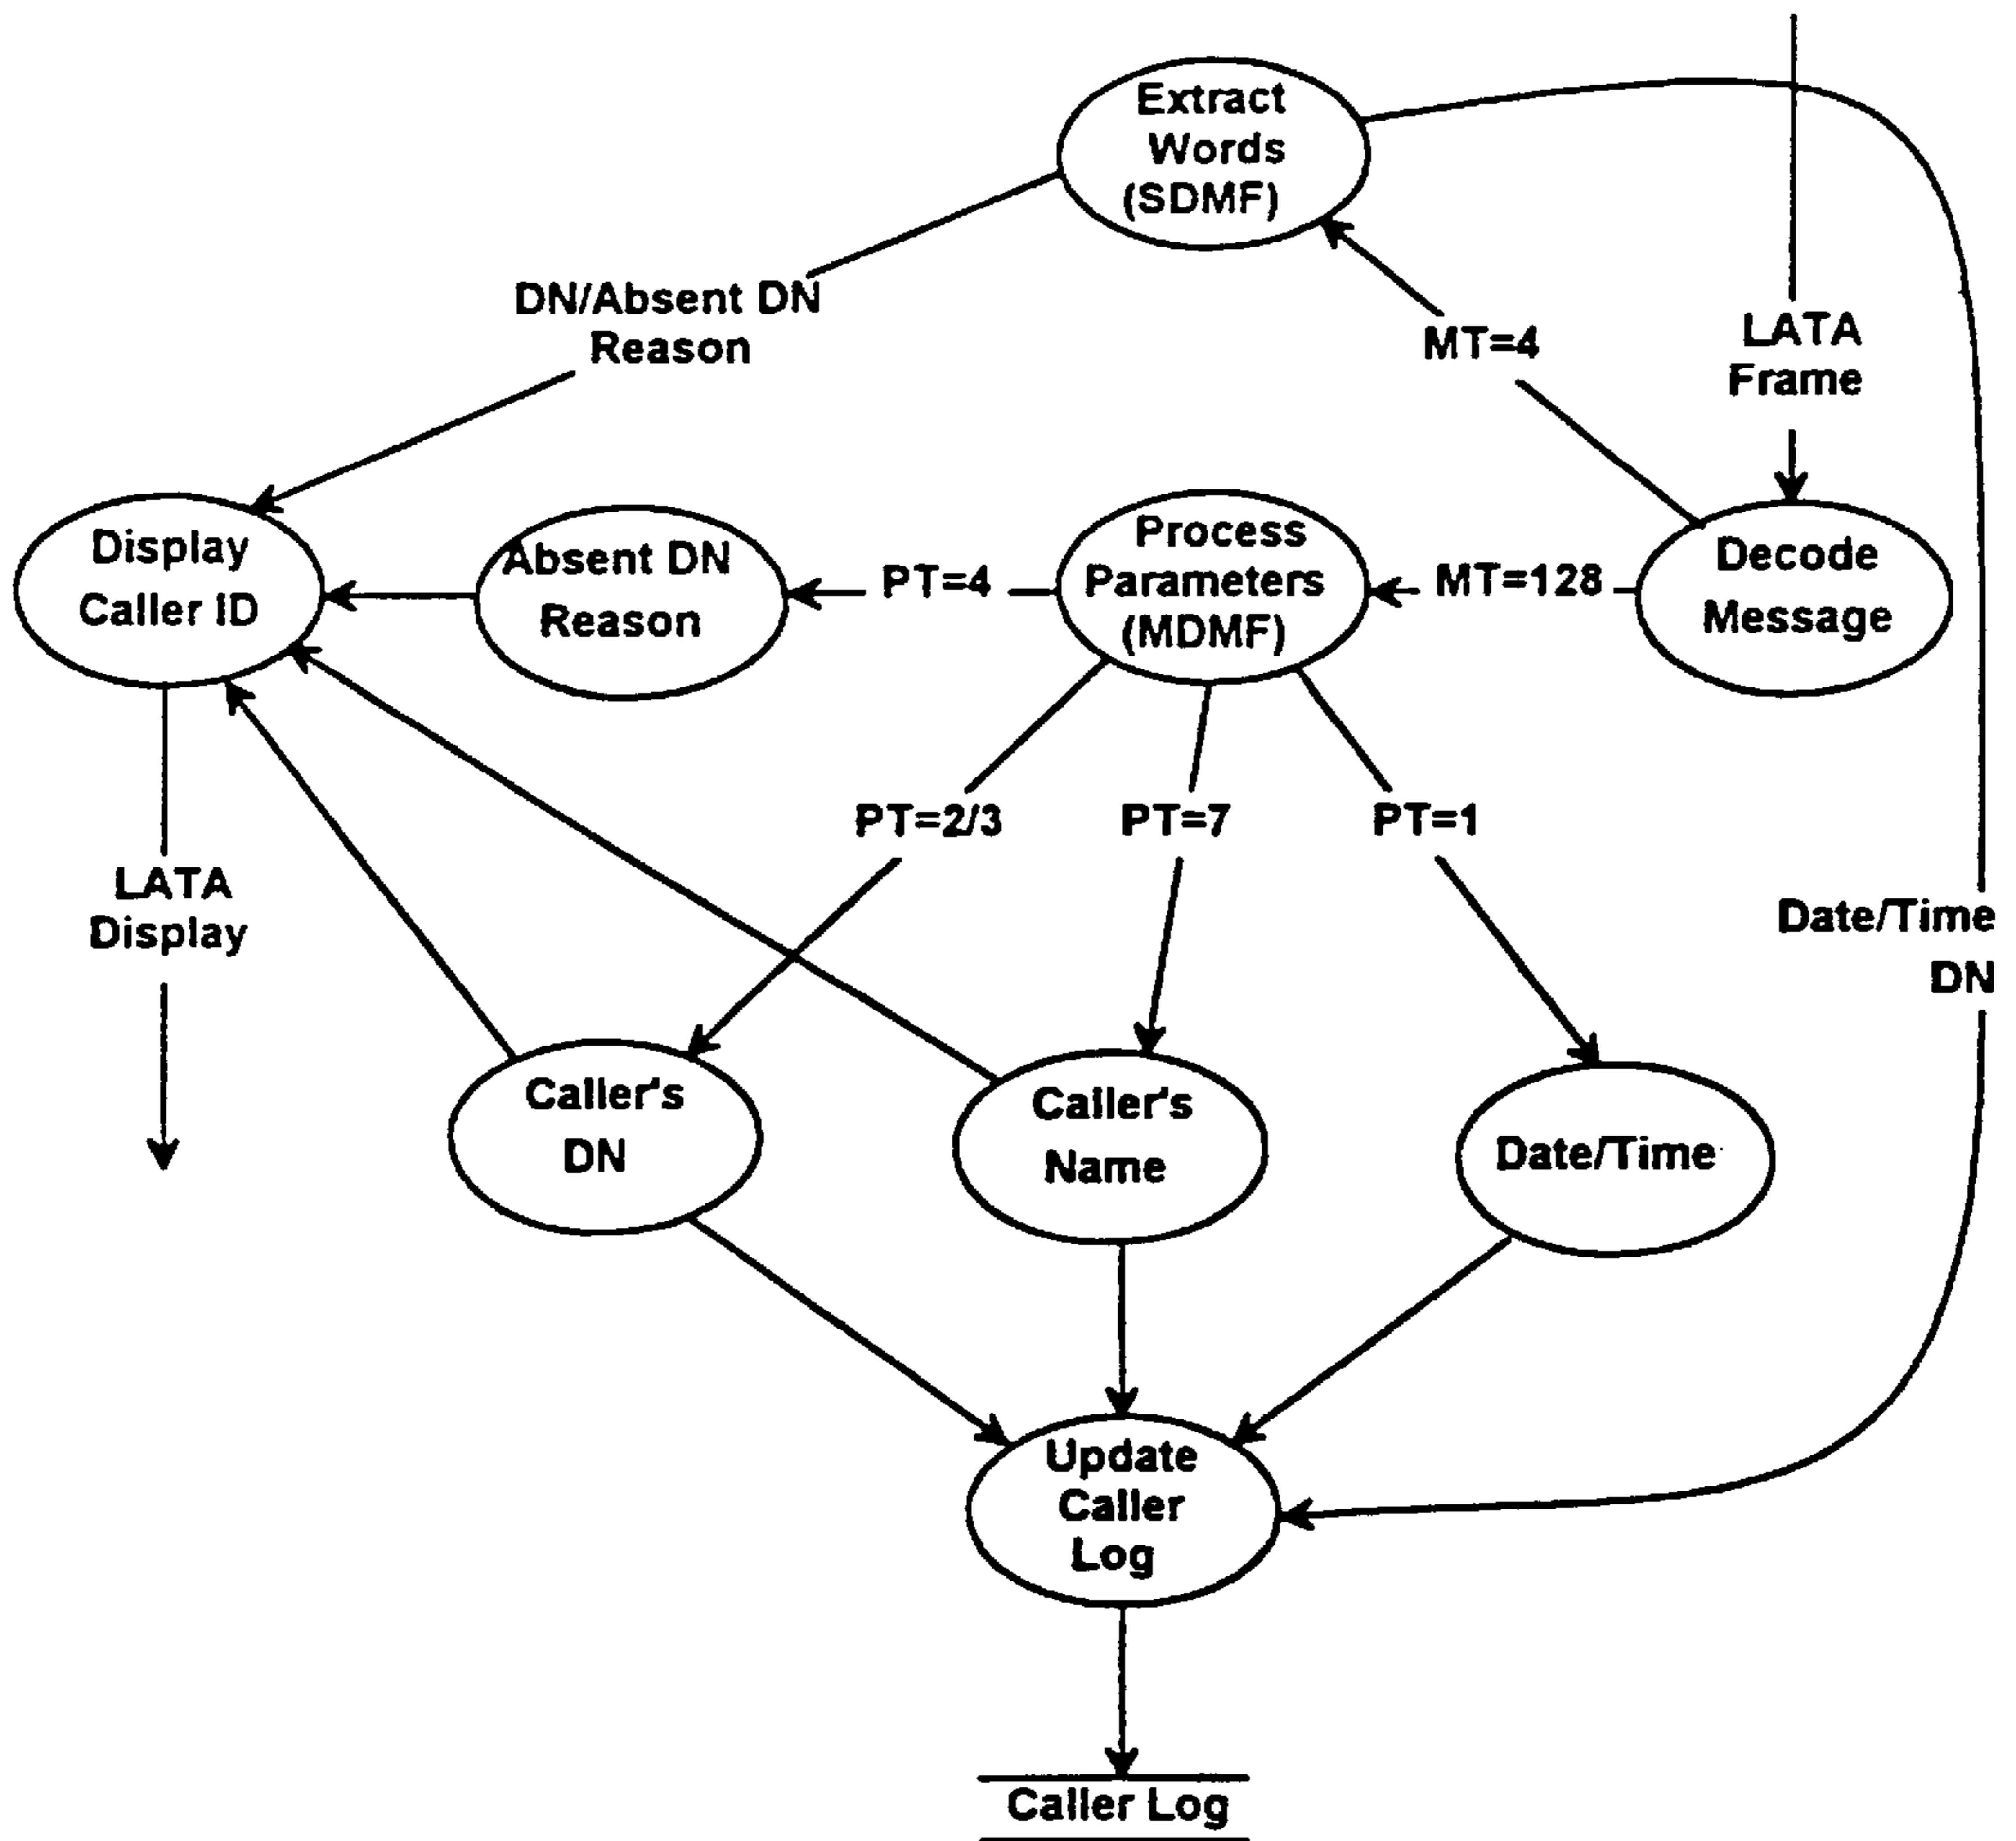 Extract
Words
(SDMF)
DN/Absent DN
Reason
MT=4
LATA
Frame
Display
Caller ID
Absent DN
Reason
PT=4
Process
Parameters
(MDMF)
MT=128
Decode
Message
PT=2/3
PT=7
PT=1
LATA
Display
Date/Time
DN
Caller's
DN
Caller's
Name
Date/Time
Update
Caller
Log
Caller Log